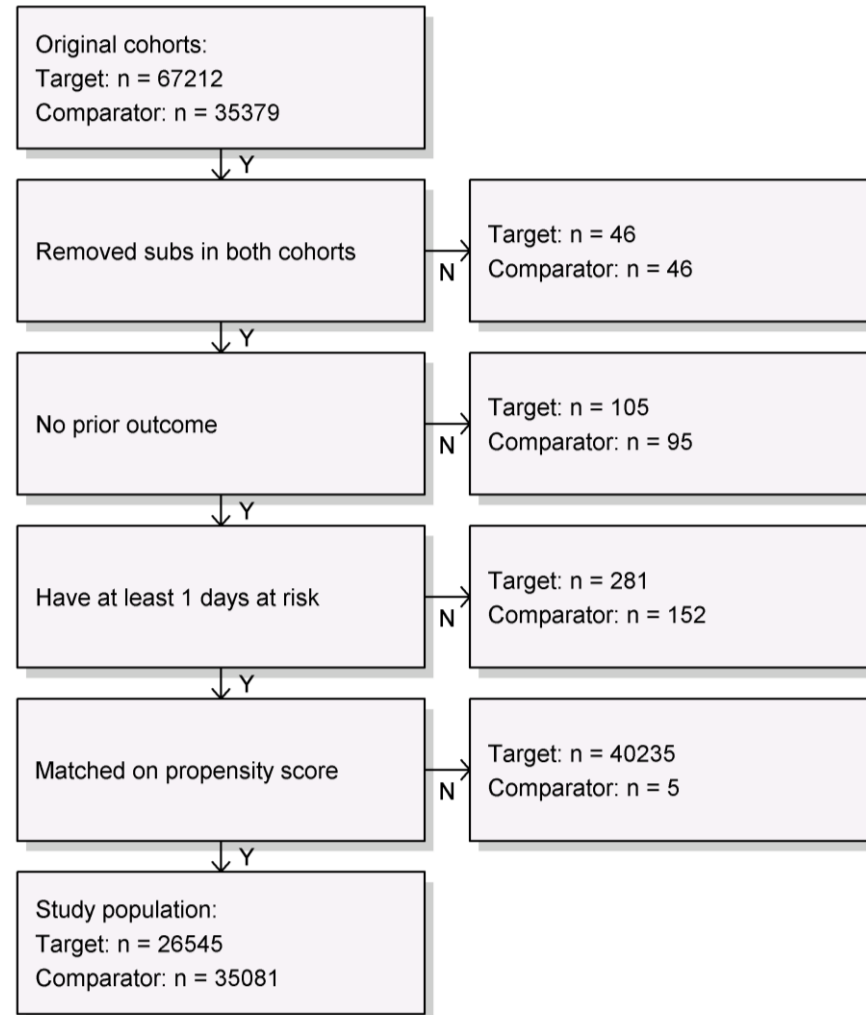 Original cohorts:
Target: n = 67212
Comparator: n = 35379
Y
Removed subs in both cohorts
N
Target: n = 46
Comparator: n = 46
Y
No prior outcome
N
Target: n = 105
Comparator: n = 95
Y
Have at least 1 days at risk
N
Target: n = 281
Comparator: n = 152
Y
Matched on propensity score
N
Target: n = 40235
Comparator: n = 5
Y
Study population:
Target: n = 26545
Comparator: n = 35081